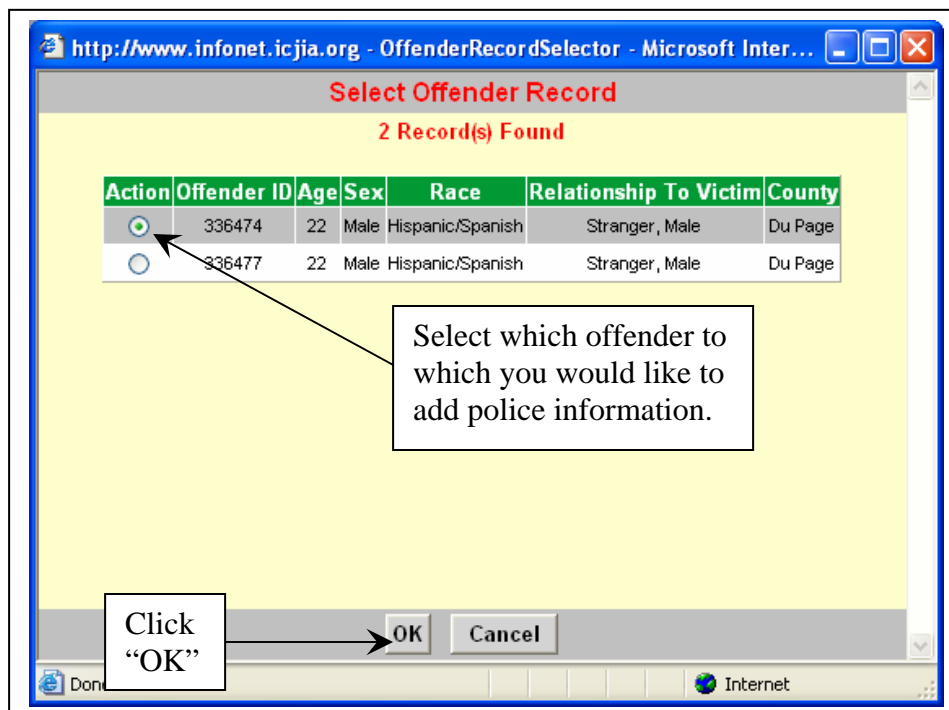 http://www.infonet.icjia.org - OffenderRecordSelector - Microsoft Inter...
Select Offender Record
2 Record(s) Found
Action Offender ID Age Sex Race Relationship To Victim County
336474 22 Male Hispanic/Spanish Stranger, Male Du Page
336477 22 Male Hispanic/Spanish Stranger, Male Du Page
Select which offender to
which you would like to
add police information.
Click
“OK”
OK Cancel
Don
Internet